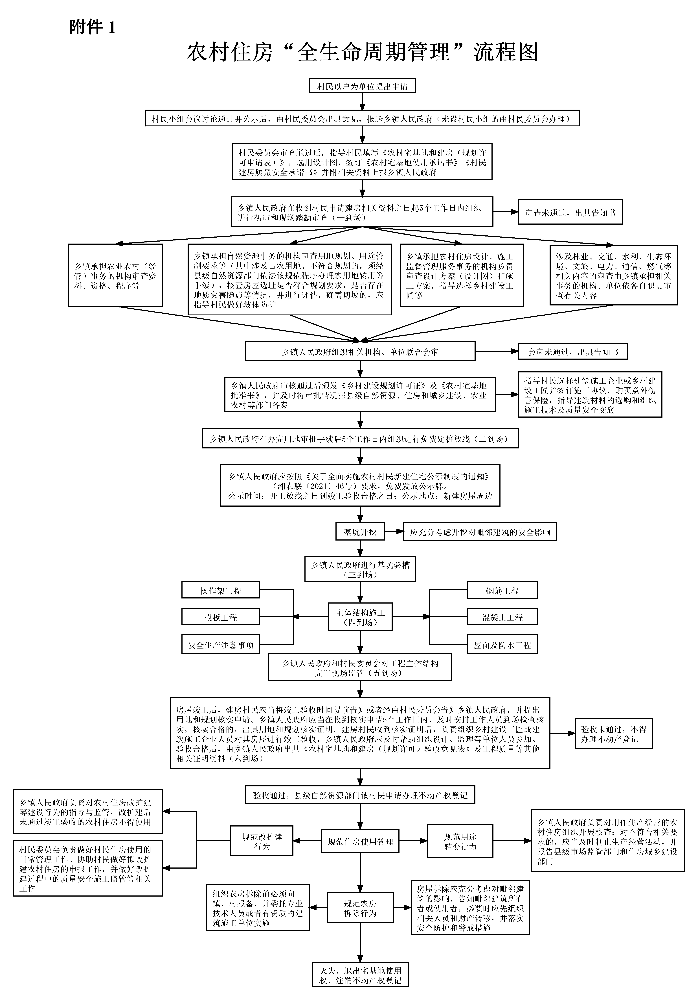 附件 1
农村住房“全生命周期管理”流程图
村民以户为单位提出申请
村民小组会议讨论通过并公示后，由村民委员会出具意见，报送乡镇人民政府（未设村民小组的由村民委员会办理）
村民委员会审查通过后，指导村民填写《农村宅基地和建房（规划许
可申请表）》，选用设计图，签订《农村宅基地使用承诺书》《村民
建房质量安全承诺书》并附相关资料上报乡镇人民政府
乡镇人民政府在收到村民申请建房相关资料之日起5个工作日内组织
进行初审和现场踏勘审查（一到场）
审查未通过，出具告知书
乡镇承担农业农村（经
管）事务的机构审查资
料、资格、程序等
乡镇承担自然资源事务的机构审查用地规划、用途管
制要求等（其中涉及占农用地、不符合规划的，须经
县级自然资源部门依法依规依程序办理农用地转用等
手续），核查房屋选址是否符合规划要求，是否存在
地质灾害隐患等情况，并进行评估，确需切坡的，应
指导村民做好坡体防护
乡镇承担农村住房设计、施工
监督管理服务事务的机构负责
审查设计方案（设计图）和施
工方案，指导选择乡村建设工
匠等
涉及林业、交通、水利、生态环
境、文旅、电力、通信、燃气等
相关内容的审查由乡镇承担相关
事务的机构、单位依各自职责审
查有关内容
乡镇人民政府组织相关机构、单位联合会审
会审未通过，出具告知书
乡镇人民政府审核通过后颁发《乡村建设规划许可证》及《农村宅基地
批准书》，并及时将审批情况报县级自然资源、住房和城乡建设、农业
农村等部门备案
指导村民选择建筑施工企业或乡村建
设工匠并签订施工协议，购买意外伤
害保险，指导建筑材料的选购和组织
施工技术及质量安全交底
乡镇人民政府在办完用地审批手续后5个工作日内组织进行免费定桩放线（二到场）
乡镇人民政府应按照《关于全面实施农村村民新建住宅公示制度的通知》
（湘农联〔2021〕46号）要求，免费发放公示牌。
公示时间：开工放线之日到竣工验收合格之日；公示地点：新建房屋周边
基坑开挖
应充分考虑开挖对毗邻建筑的安全影响
乡镇人民政府进行基坑验槽
（三到场）
操作架工程
模板工程
安全生产注意事项
主体结构施工
（四到场）
钢筋工程
混凝土工程
屋面及防水工程
乡镇人民政府和村民委员会对工程主体结构
完工现场监管（五到场）
房屋竣工后，建房村民应当将竣工验收时间提前告知或者经由村民委员会告知乡镇人民政府，并提出
用地和规划核实申请。乡镇人民政府应当在收到核实申请5个工作日内，及时安排工作人员到场检查核
实，核实合格的，出具用地和规划核实证明。建房村民收到核实证明后，负责组织乡村建设工匠或建
筑施工企业人员对其房屋进行竣工验收，乡镇人民政府应及时帮助组织设计、监理等单位人员参加。
验收合格后，由乡镇人民政府出具《农村宅基地和建房（规划许可）验收意见表》及工程质量等其他
相关证明资料（六到场）
验收未通过，不得
办理不动产登记
验收通过，县级自然资源部门依村民申请办理不动产权登记
乡镇人民政府负责对农村住房改扩建
等建设行为的指导与监管，改扩建后
未通过竣工验收的农村住房不得使用
村民委员会负责做好村民住房使用的
日常管理工作。协助村民做好拟改扩
建农村住房的申报工作，并做好改扩
建过程中的质量安全施工监管等相关
工作
规范改扩建
行为
规范住房使用管理
规范用途
转变行为
乡镇人民政府负责对用作生产经营的农
村住房组织开展核查；对不符合相关要
求的，应当及时制止生产经营活动，并
报告县级市场监管部门和住房城乡建设
部门
组织农房拆除前必须向
镇、村报备，并委托专业
技术人员或者有资质的建
筑施工单位实施
规范农房
拆除行为
房屋拆除应充分考虑对毗邻建
筑的影响，告知毗邻建筑所有
者或使用者，必要时应先组织
相关人员和财产转移，并落实
安全防护和警戒措施
灭失，退出宅基地使用
权，注销不动产权登记